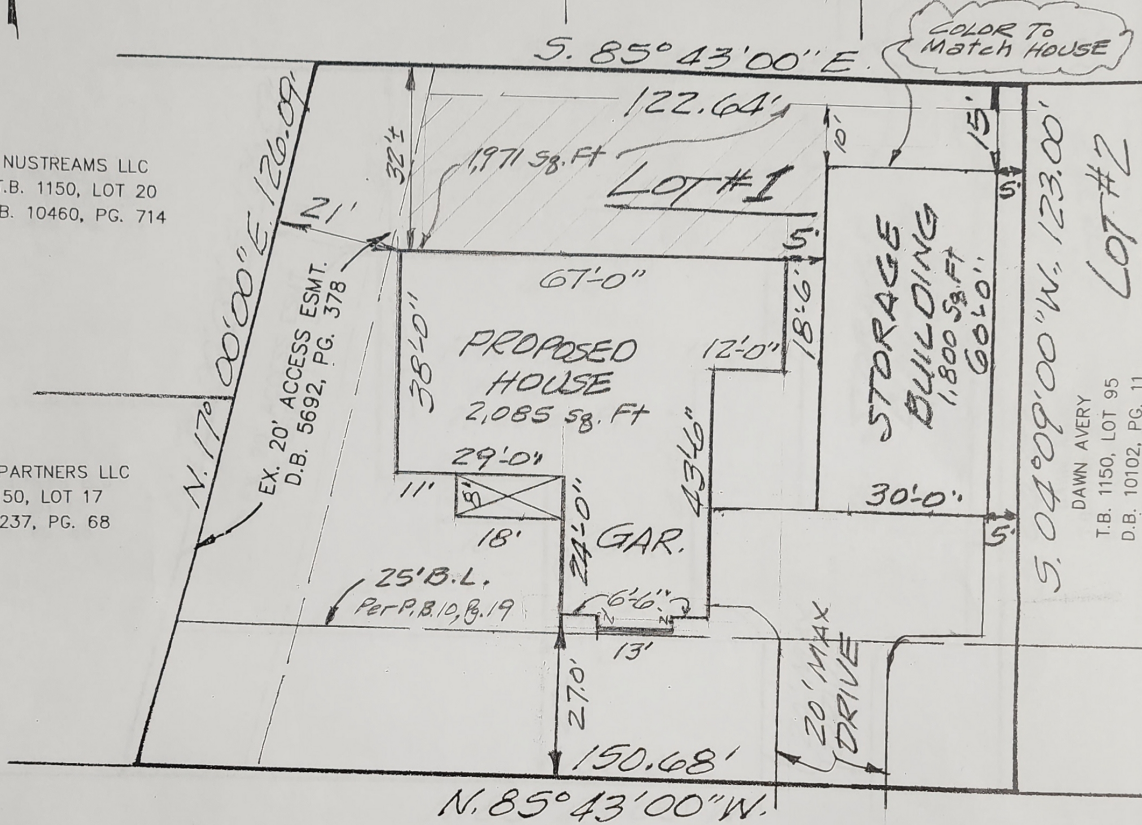 COLOR TO
Match HOUSE
S. 85° 43' 00" E.
122.64'
NUSTREAMS LLC
T.B. 1150, LOT 20
B. 10460, PG. 714
N. 17° 00' 00" E. 126.09'
32'±
1,971 Sq. Ft
LOT #1
10'
15'
5'
21'
EX. 20' ACCESS ESMT.
D.B. 5692, PG. 378
67'-0"
5'
18'-6"
38'-0"
PROPOSED
HOUSE
2,085 Sq. Ft
12'-0"
STORAGE
BUILDING
1,800 Sq. Ft
60'-0"
S. 04° 09' 00" W. 123.00'
LOT #2
DAWN AVERY
T.B. 1150, LOT 95
D.B. 10102, PG. 11
PARTNERS LLC
50, LOT 17
237, PG. 68
29'-0"
11'
8'
18'
24'-0"
GAR.
43'-6"
30'-0"
5'
25' B.L.
Per P.B. 10, Pg. 19
6'-6"
2'
2'
13'
27.0'
20' MAX
DRIVE
150.68'
N. 85° 43' 00" W.